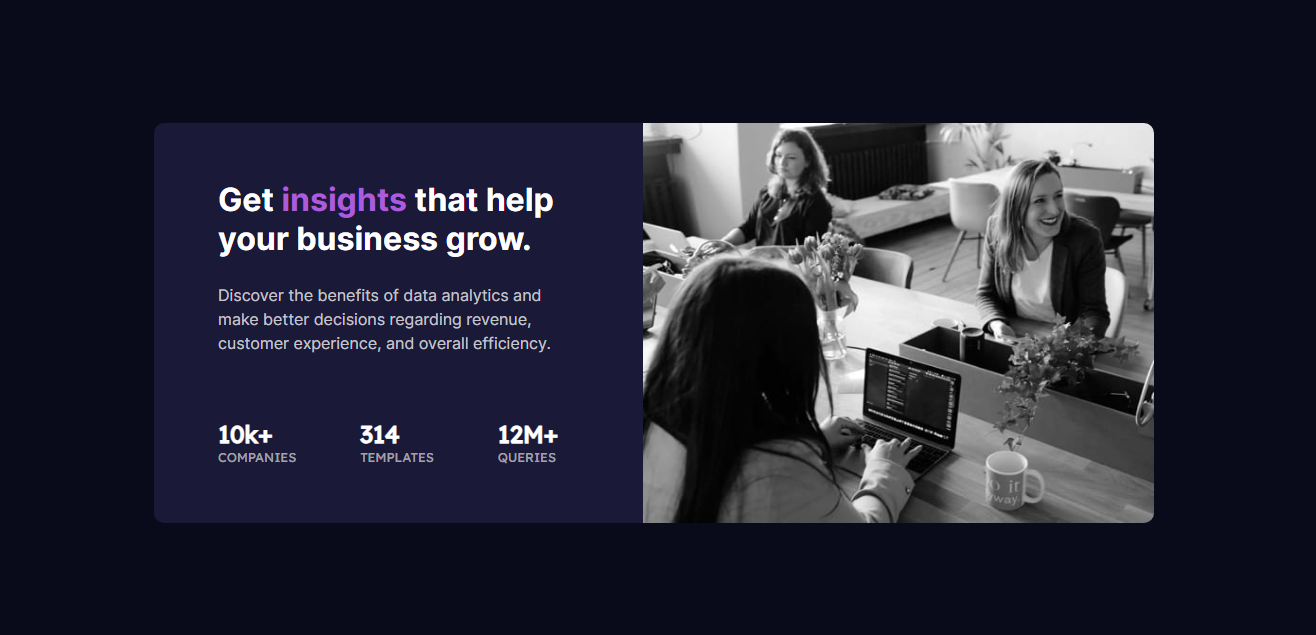 Get insights that help
your business grow.
Discover the benefits of data analytics and
make better decisions regarding revenue,
customer experience, and overall efficiency.
10k+ 314 12M+
COMPANIES TEMPLATES QUERIES